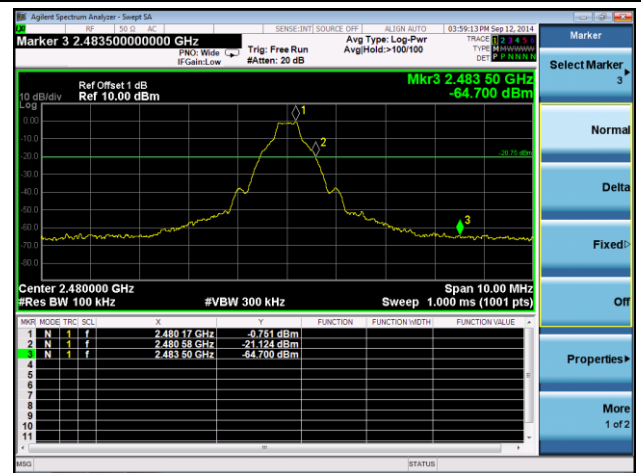 Agilent Spectrum Analyzer - Swept SA
RF 50 Ω AC SENSE:INT SOURCE OFF ALIGN AUTO 03:59:13 PM Sep 12, 2014
Marker 3 2.483500000000 GHz
PNO: Wide
IFGain:Low
Trig: Free Run
#Atten: 20 dB
Avg Type: Log-Pwr
Avg|Hold:>100/100
TRACE 1 2 3 4 5 6
TYPE M M W W W W W
DET P P N N N N
Mkr3 2.483 50 GHz
-64.700 dBm
Ref Offset 1 dB
10 dB/div Ref 10.00 dBm
Log
0.00
-10.0
-20.0
-30.0
-40.0
-50.0
-60.0
-70.0
-80.0
1
2
3
-20.75 dBm
Center 2.480000 GHz Span 10.00 MHz
#Res BW 100 kHz #VBW 300 kHz Sweep 1.000 ms (1001 pts)
MKR MODE TRC SCL X Y FUNCTION FUNCTION WIDTH FUNCTION VALUE
1 N 1 f 2.480 17 GHz -0.751 dBm
2 N 1 f 2.480 58 GHz -21.124 dBm
3 N 1 f 2.483 50 GHz -64.700 dBm
4
5
6
7
8
9
10
11
MSG STATUS
Marker
Select Marker
3
Normal
Delta
Fixed
Off
Properties
More
1 of 2